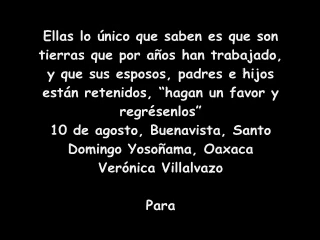 Ellas lo único que saben es que son
tierras que por años han trabajado,
y que sus esposos, padres e hijos
están retenidos, “hagan un favor y
regrésenlos”
10 de agosto, Buenavista, Santo
Domingo Yosoñama, Oaxaca
Verónica Villalvazo
Para